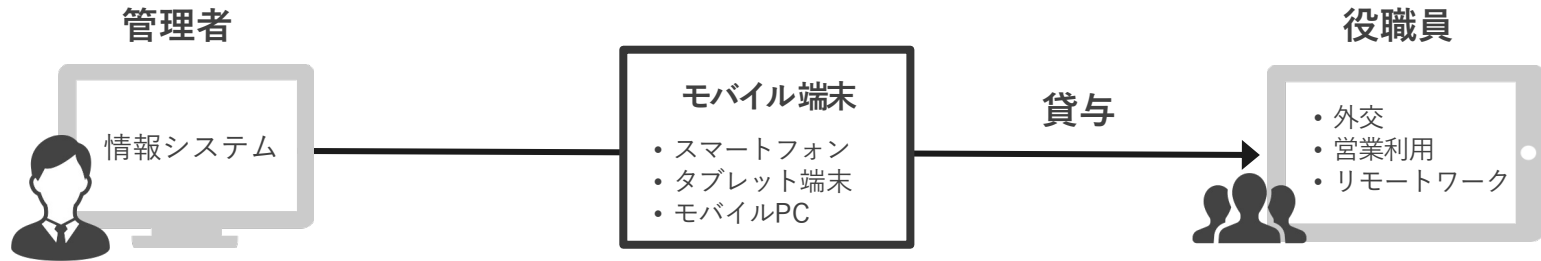 管理者
情報システム
モバイル端末
• スマートフォン
• タブレット端末
• モバイルPC
貸与
役職員
• 外交
• 営業利用
• リモートワーク